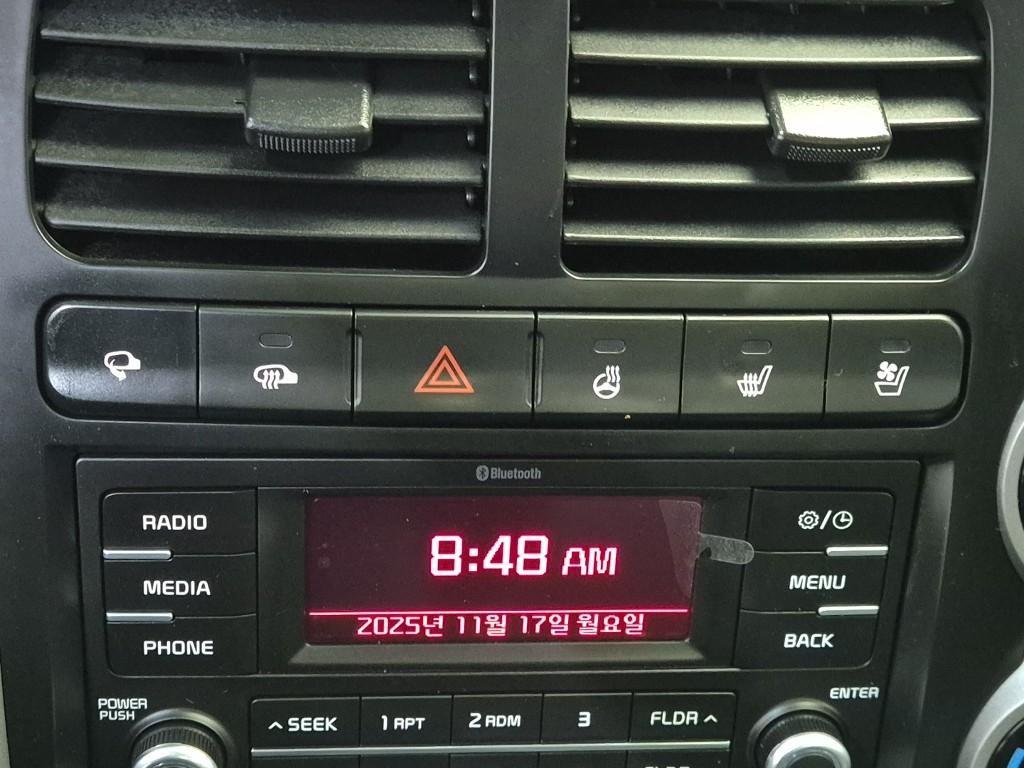 Bluetooth
RADIO
MEDIA
PHONE
8:48 AM
2025년 11월 17일 월요일
/
MENU
BACK
POWER
PUSH
ENTER
SEEK
1 RPT
2 RDM
3
FLDR